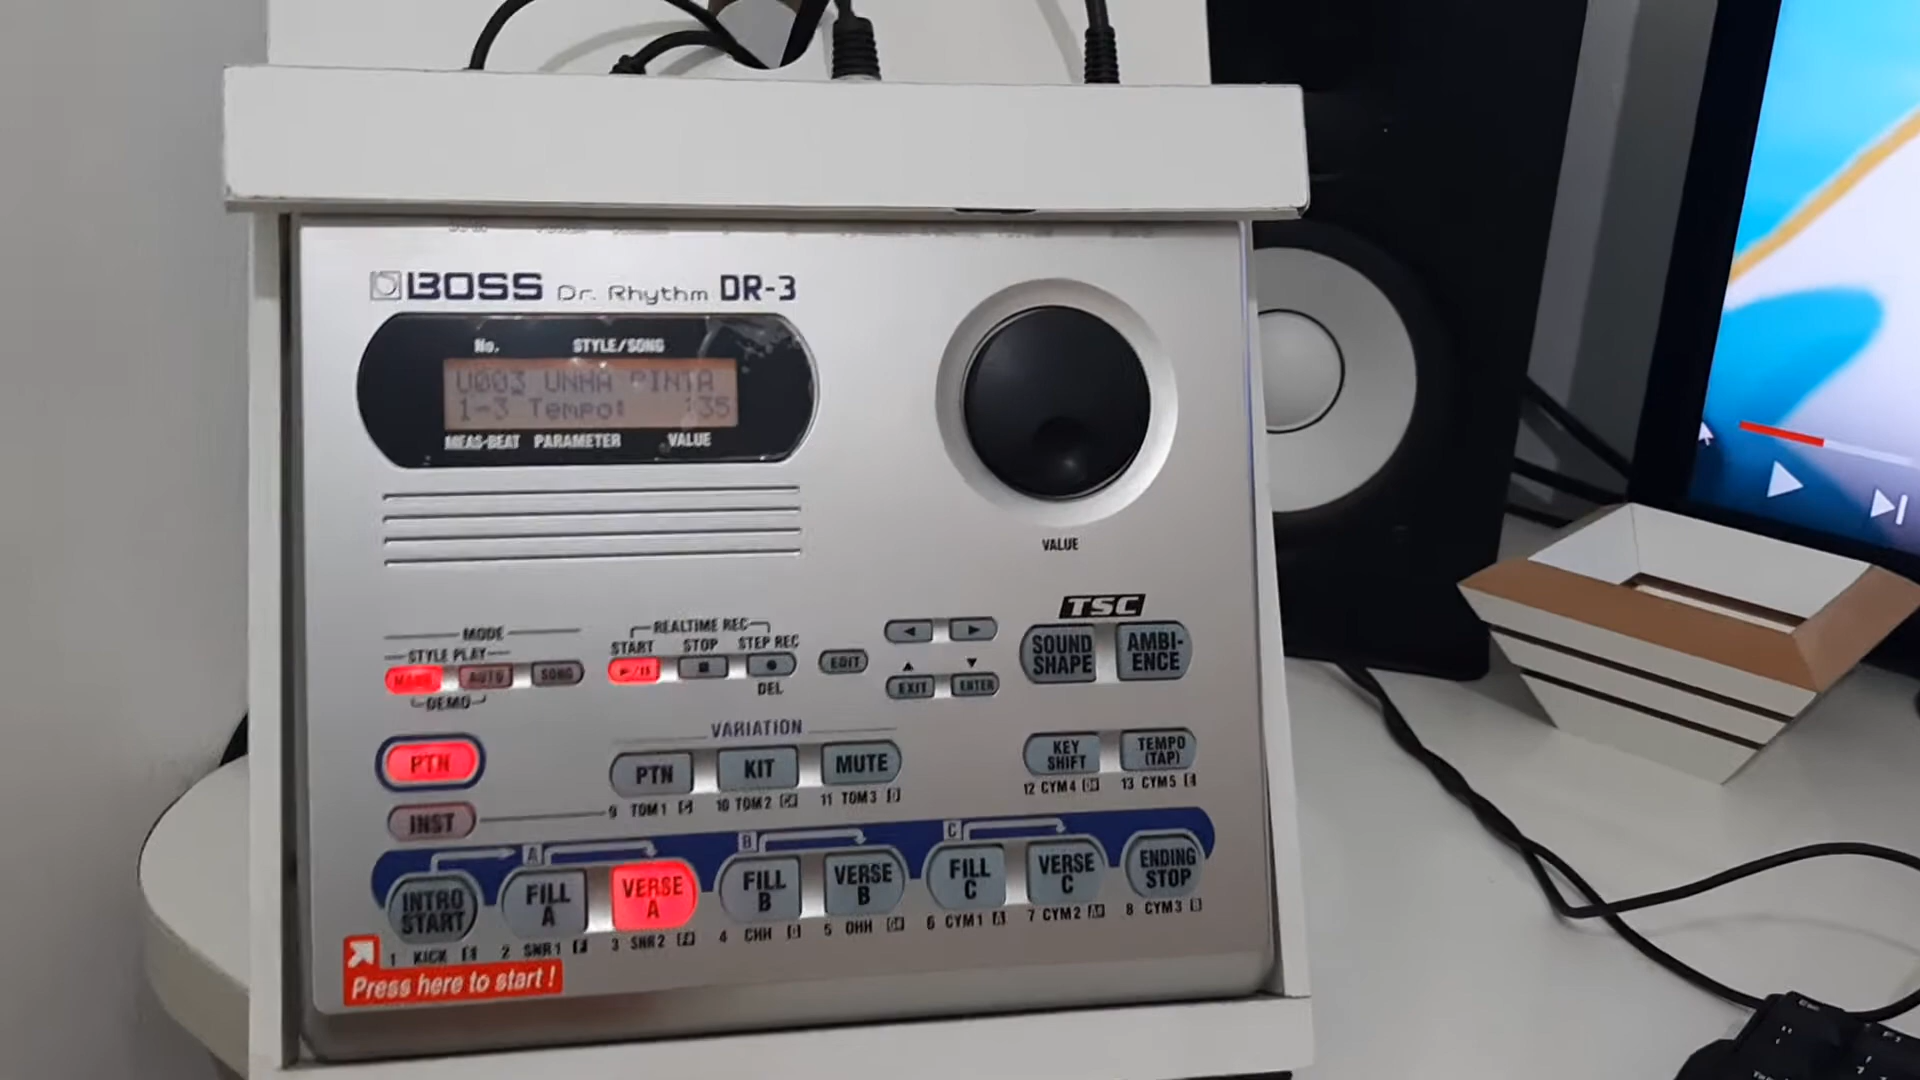 BOSS Dr. Rhythm DR-3
No. STYLE/SONG
U003 UNHA PINTA
1-3 Tempo: 135
MEAS-BEAT PARAMETER VALUE
VALUE
TSC
SOUND SHAPE
AMBI-ENCE
MODE
STYLE PLAY
MANU AUTO SONG
DEMO
REALTIME REC
START STOP STEP REC
DEL
EDIT
EXIT ENTER
PTN
INST
VARIATION
PTN KIT MUTE
9 TOM1 10 TOM2 11 TOM3
KEY SHIFT
TEMPO (TAP)
12 CYM4 13 CYM5
A B C
INTRO START
FILL A
VERSE A
FILL B
VERSE B
FILL C
VERSE C
ENDING STOP
1 KICK 2 SNR1 3 SNR2 4 CHH 5 OHH 6 CYM1 7 CYM2 8 CYM3
Press here to start!